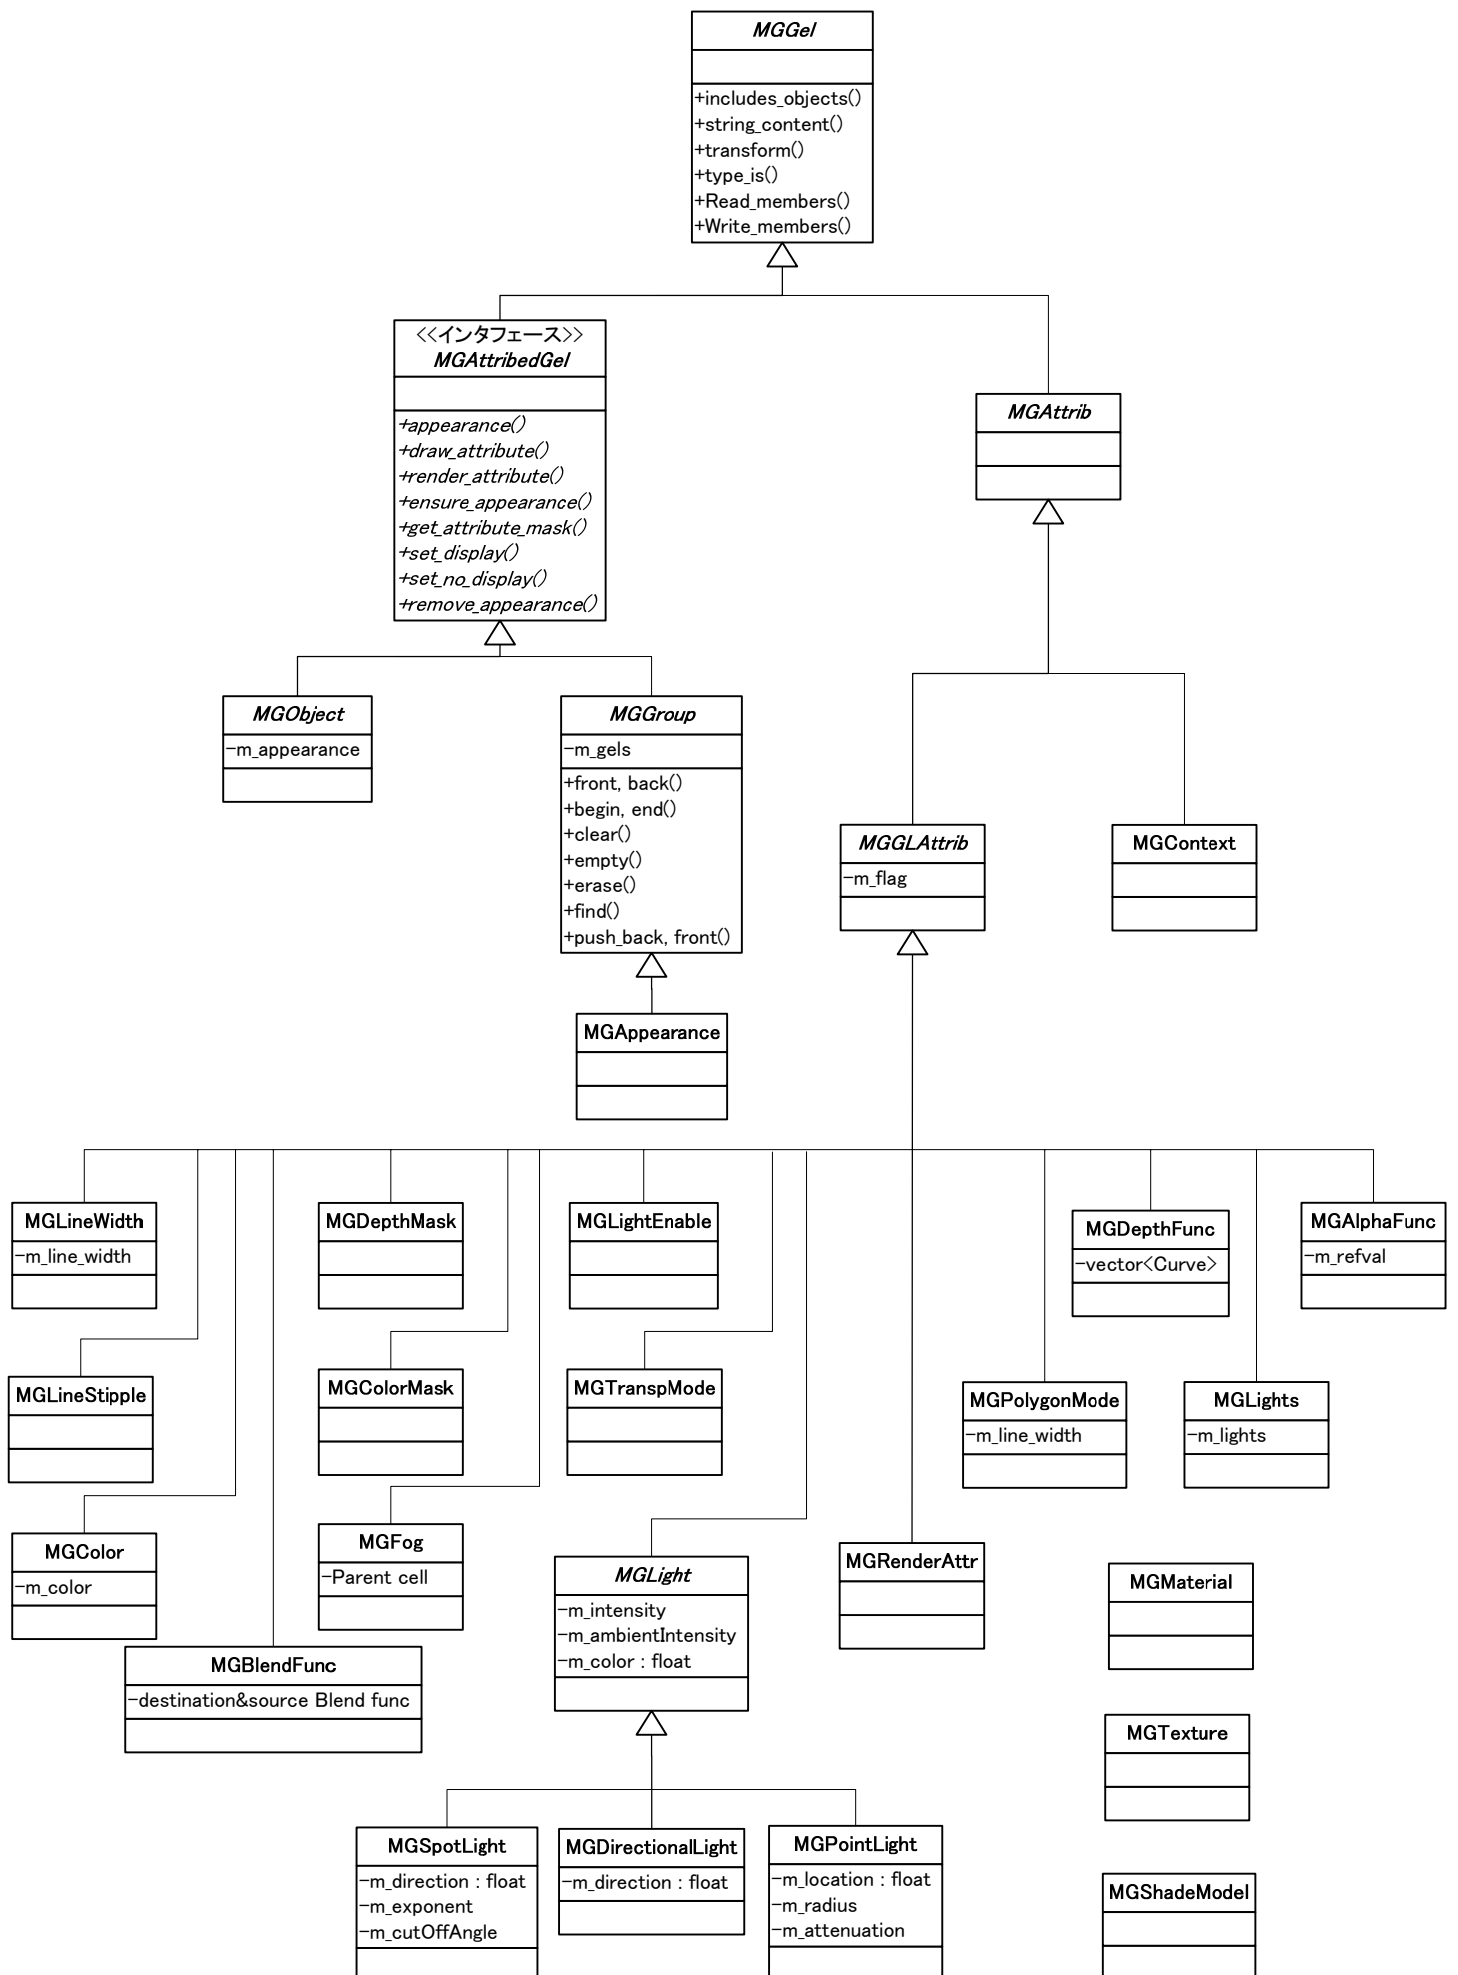 MGGel
+includes_objects()
+string_content()
+transform()
+type_is()
+Read_members()
+Write_members()
<<インタフェース>>
MGAttribedGel
+appearance()
+draw_attribute()
+render_attribute()
+ensure_appearance()
+get_attribute_mask()
+set_display()
+set_no_display()
+remove_appearance()
MGAttrib
MGObject
-m_appearance
MGGroup
-m_gels
+front, back()
+begin, end()
+clear()
+empty()
+erase()
+find()
+push_back, front()
MGGLAttrib
-m_flag
MGContext
MGAppearance
MGLineWidth
-m_line_width
MGDepthMask
MGLightEnable
MGDepthFunc
-vector<Curve>
MGAlphaFunc
-m_refval
MGLineStipple
MGColorMask
MGTranspMode
MGPolygonMode
-m_line_width
MGLights
-m_lights
MGColor
-m_color
MGFog
-Parent cell
MGLight
-m_intensity
-m_ambientIntensity
-m_color : float
MGRenderAttr
MGMaterial
MGBlendFunc
-destination&source Blend func
MGTexture
MGSpotLight
-m_direction : float
-m_exponent
-m_cutOffAngle
MGDirectionalLight
-m_direction : float
MGPointLight
-m_location : float
-m_radius
-m_attenuation
MGShadeModel